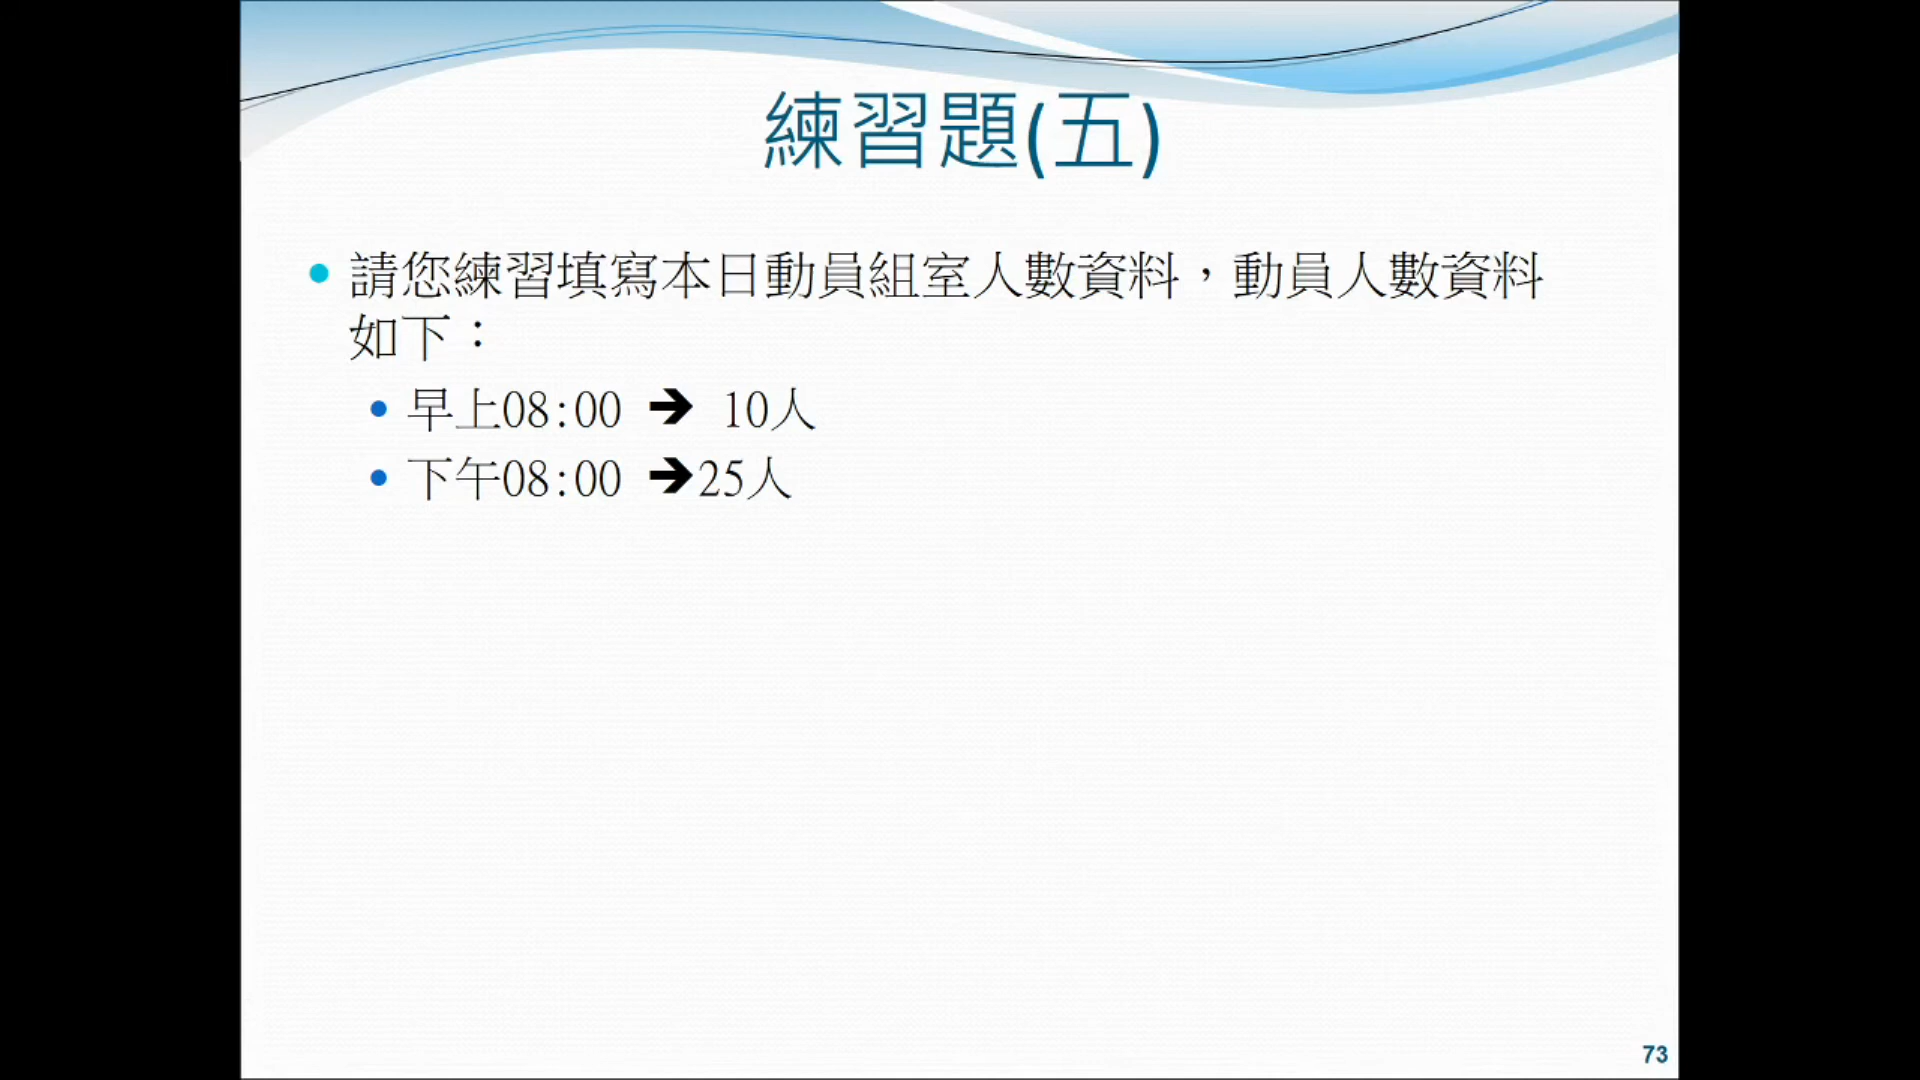 練習題(五)
請您練習填寫本日動員組室人數資料，動員人數資料
如下：
早上08:00 ➔ 10人
下午08:00 ➔25人
73